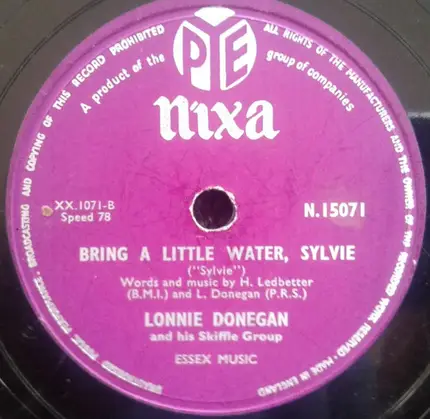 BROADCASTING AND COPYING OF THIS RECORD PROHIBITED
ALL RIGHTS OF THE MANUFACTURERS AND THE OWNER OF THE RECORDED WORK RESERVED · MADE IN ENGLAND
A product of the
PYE
group of companies
nixa
XX.1071-B
Speed 78
N.15071
BRING A LITTLE WATER, SYLVIE
("Sylvie")
Words and music by H. Ledbetter
(B.M.I.) and L. Donegan (P.R.S.)
LONNIE DONEGAN
and his Skiffle Group
ESSEX MUSIC